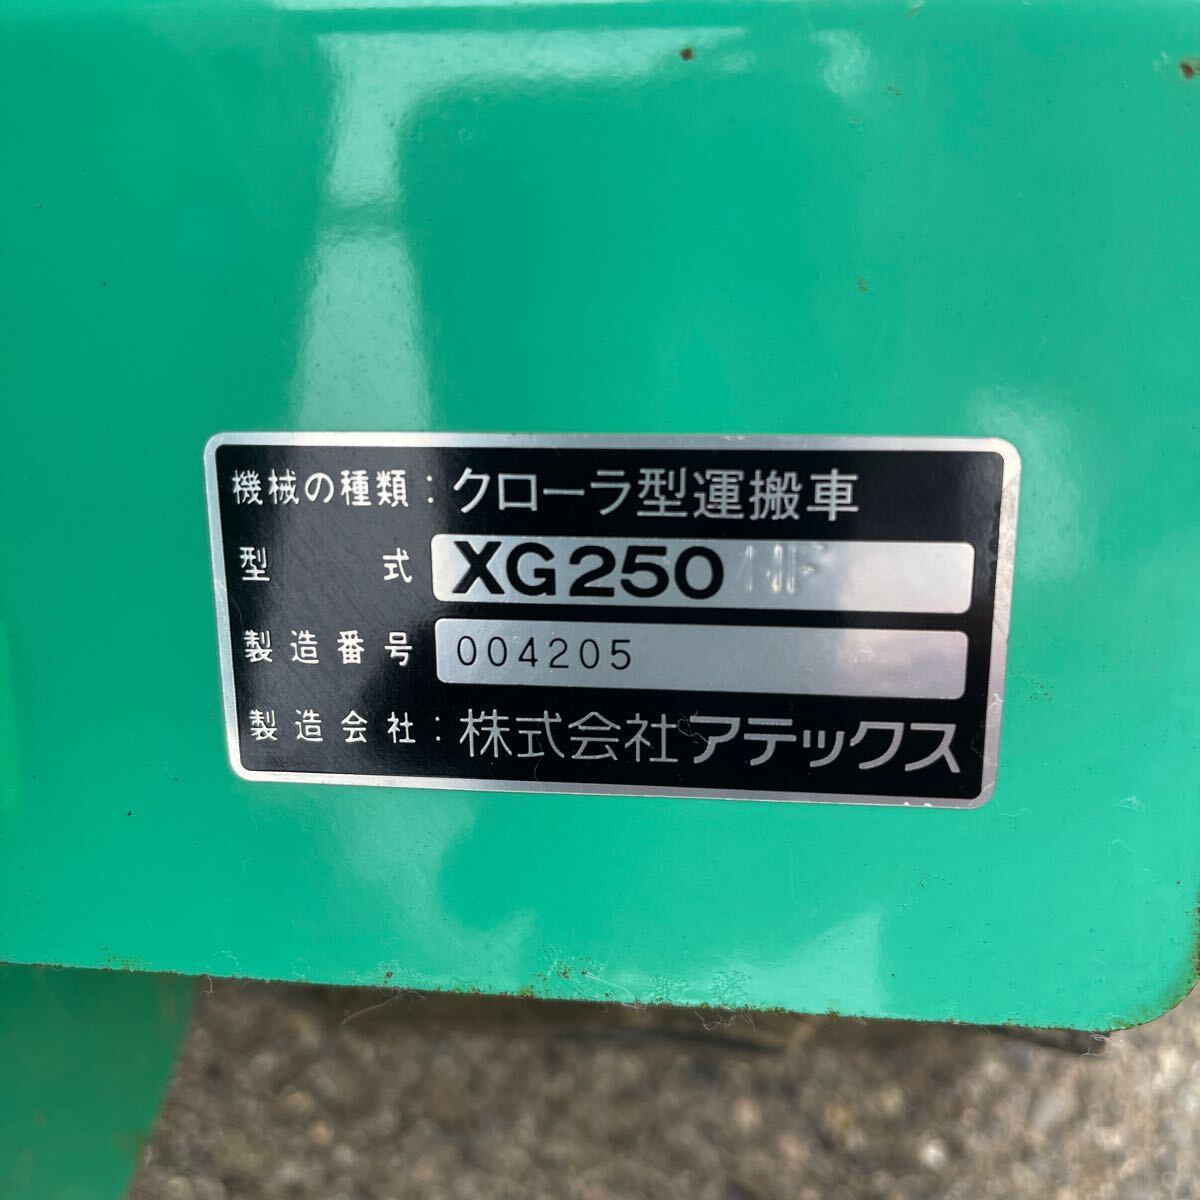 機械の種類：クローラ型運搬車
型式 XG250
製造番号 004205
製造会社：株式会社アテックス